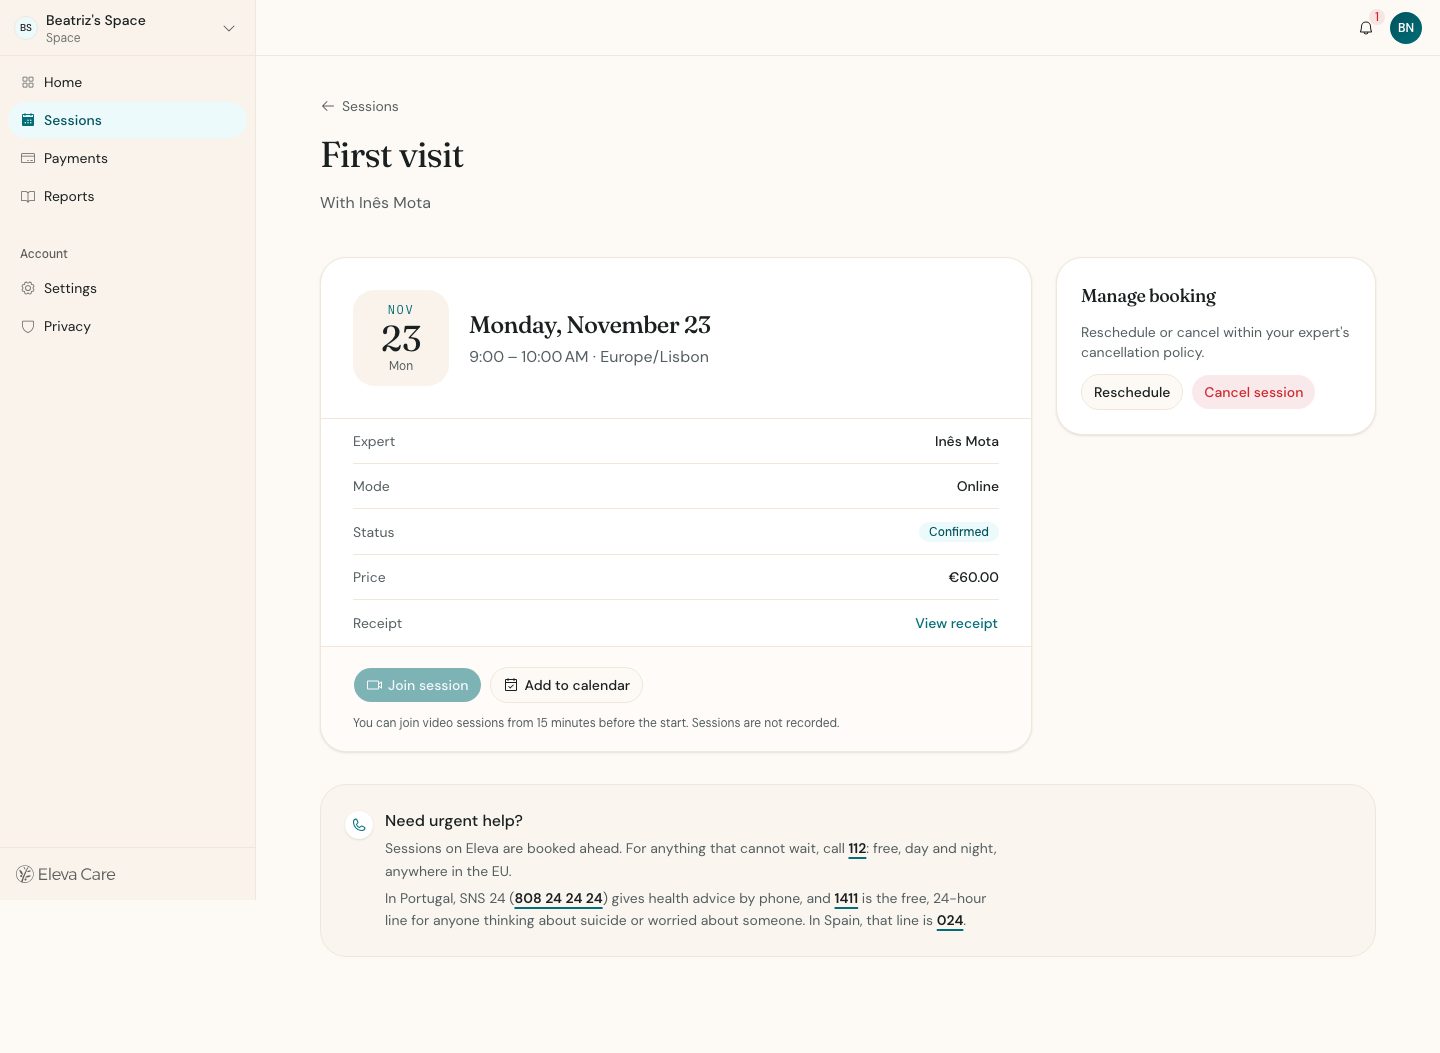 BS
Beatriz's Space
Space
1
BN
Home
Sessions
Payments
Reports
Account
Settings
Privacy
Eleva Care
Sessions
First visit
With Inês Mota
NOV
23
Mon
Monday, November 23
9:00 – 10:00 AM · Europe/Lisbon
Expert
Inês Mota
Mode
Online
Status
Confirmed
Price
€60.00
Receipt
View receipt
Join session
Add to calendar
You can join video sessions from 15 minutes before the start. Sessions are not recorded.
Manage booking
Reschedule or cancel within your expert's
cancellation policy.
Reschedule
Cancel session
Need urgent help?
Sessions on Eleva are booked ahead. For anything that cannot wait, call 112: free, day and night,
anywhere in the EU.
In Portugal, SNS 24 (808 24 24 24) gives health advice by phone, and 1411 is the free, 24-hour
line for anyone thinking about suicide or worried about someone. In Spain, that line is 024.